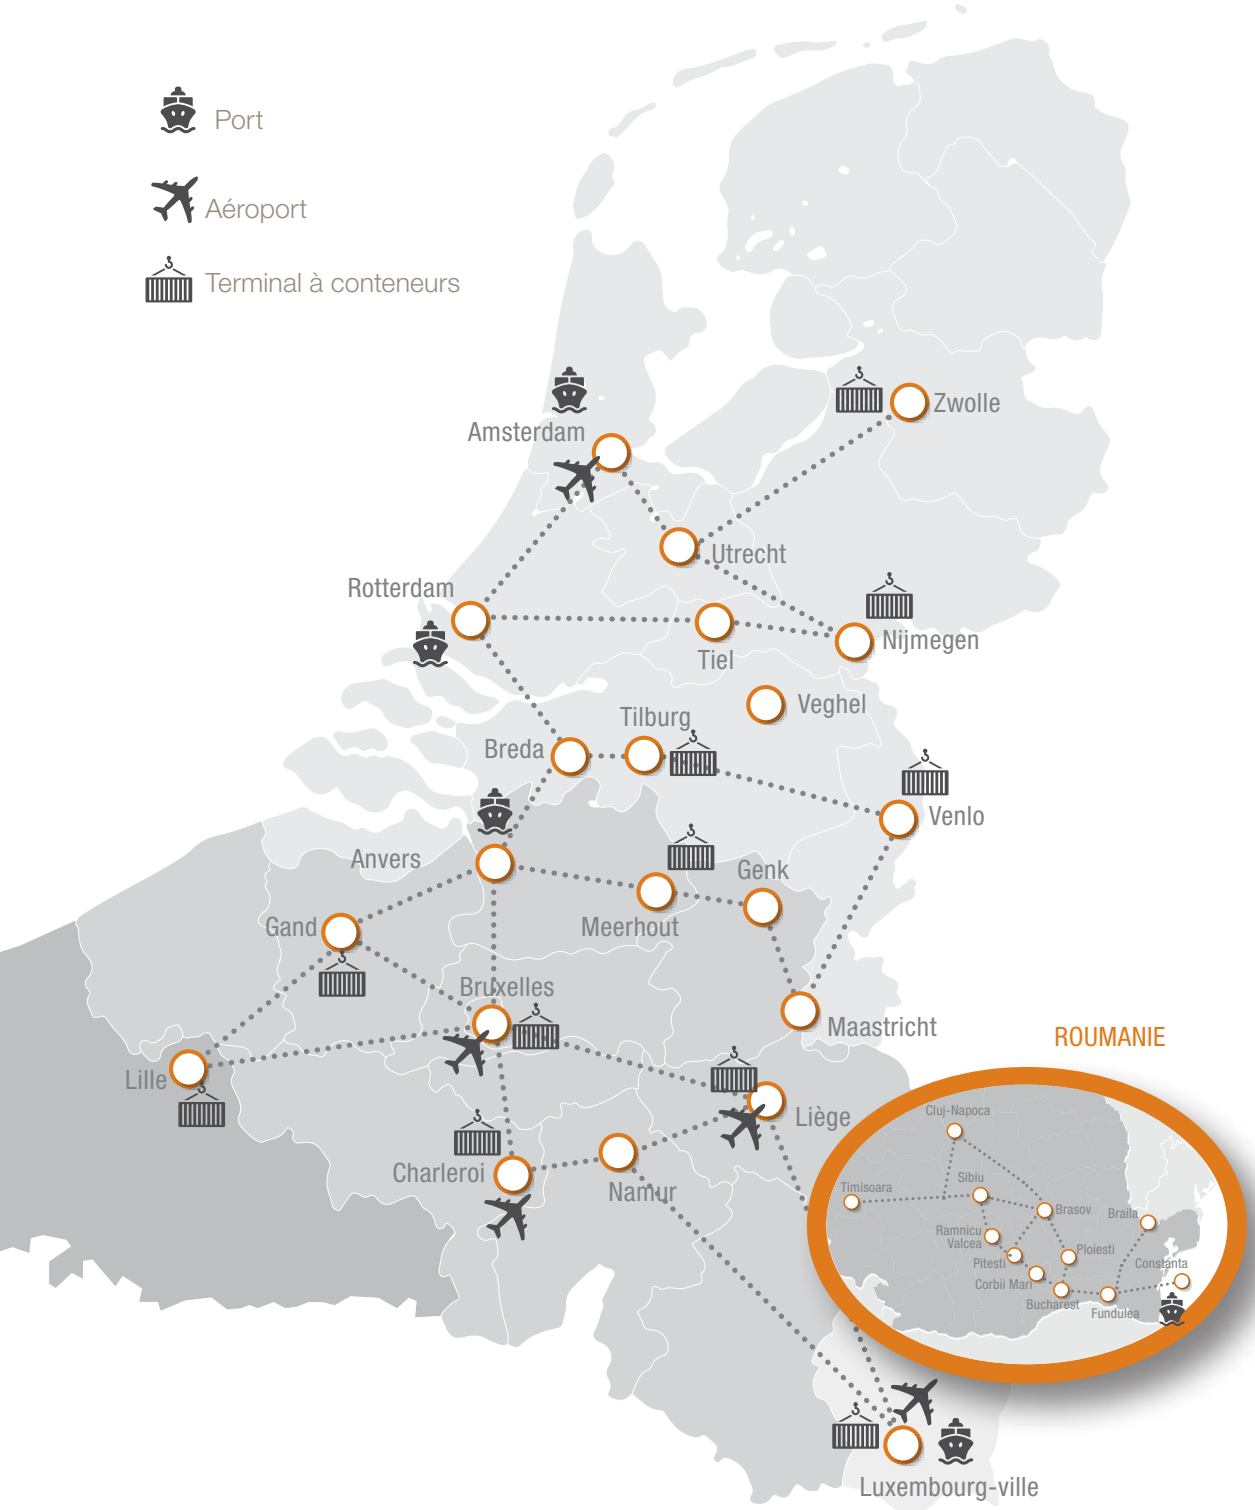 Port
Aéroport
Terminal à conteneurs
Zwolle
Amsterdam
Utrecht
Rotterdam
Nijmegen
Tiel
Veghel
Tilburg
Breda
Venlo
Anvers
Genk
Gand
Meerhout
Bruxelles
Maastricht
ROUMANIE
Lille
Liège
Charleroi
Namur
Cluj-Napoca
Sibiu
Timisoara
Brasov
Braila
Ramnicu
Valcea
Ploiesti
Pitesti
Constanta
Corbii Mari
Bucharest
Fundulea
Luxembourg-ville